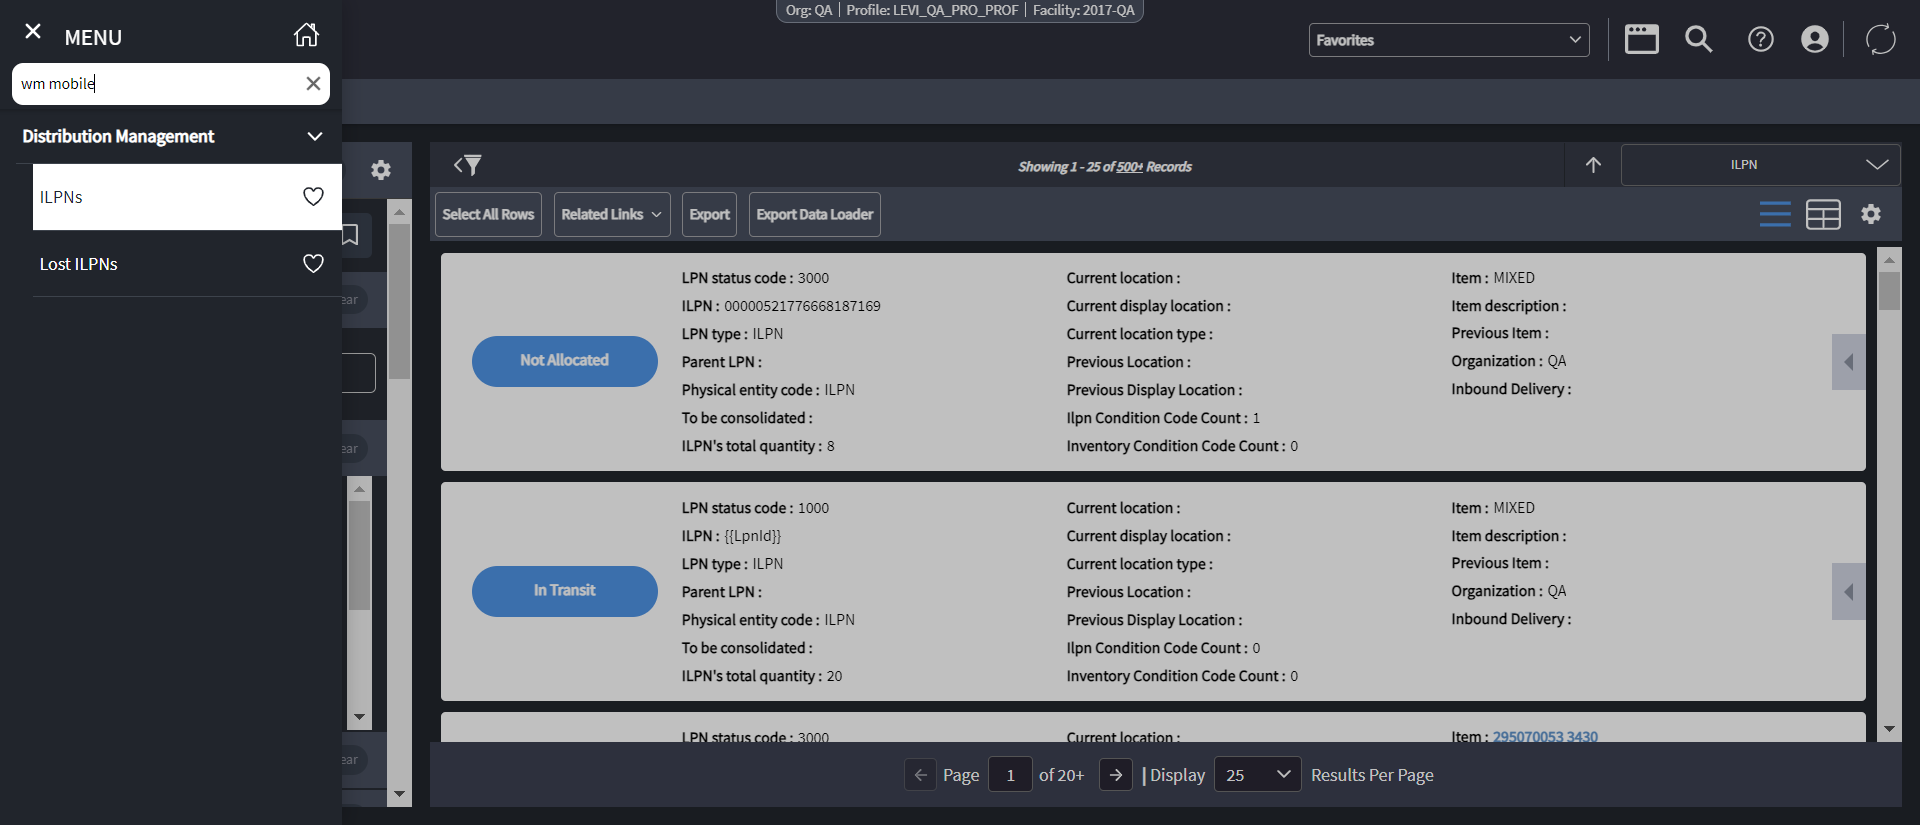 Org: QA | Profile: LEVI_QA_PRO_PROF | Facility: 2017-QA
MENU
Favorites
wm mobile
Distribution Management
ILPNs
Lost ILPNs
ear
ear
ear
Showing 1 - 25 of 500+ Records
ILPN
Select All Rows
Related Links
Export
Export Data Loader
Not Allocated
LPN status code : 3000
ILPN : 00000521776668187169
LPN type : ILPN
Parent LPN :
Physical entity code : ILPN
To be consolidated :
ILPN's total quantity : 8
Current location :
Current display location :
Current location type :
Previous Location :
Previous Display Location :
Ilpn Condition Code Count : 1
Inventory Condition Code Count : 0
Item : MIXED
Item description :
Previous Item :
Organization : QA
Inbound Delivery :
In Transit
LPN status code : 1000
ILPN : {{LpnId}}
LPN type : ILPN
Parent LPN :
Physical entity code : ILPN
To be consolidated :
ILPN's total quantity : 20
Current location :
Current display location :
Current location type :
Previous Location :
Previous Display Location :
Ilpn Condition Code Count : 0
Inventory Condition Code Count : 0
Item : MIXED
Item description :
Previous Item :
Organization : QA
Inbound Delivery :
LPN status code : 3000
Current location :
Item : 295070053 3430
Page 1 of 20+ | Display 25 Results Per Page